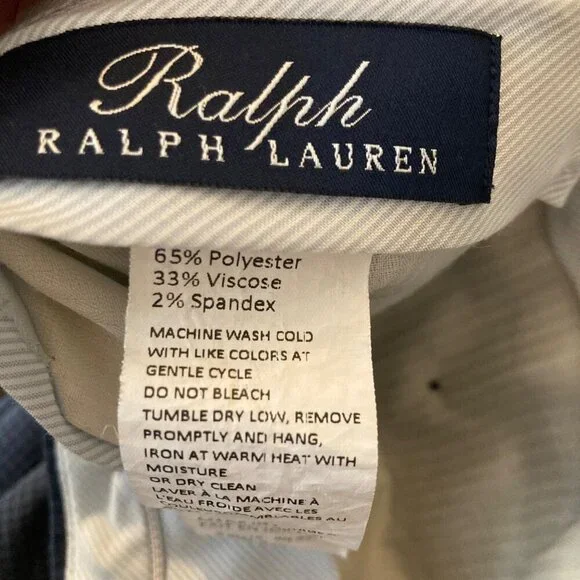 Ralph
RALPH LAUREN
65% Polyester
33% Viscose
2% Spandex
MACHINE WASH COLD
WITH LIKE COLORS AT
GENTLE CYCLE
DO NOT BLEACH
TUMBLE DRY LOW, REMOVE
PROMPTLY AND HANG,
IRON AT WARM HEAT WITH
MOISTURE
OR DRY CLEAN
LAVER À LA MACHINE À
L'EAU FROIDE AVEC LES